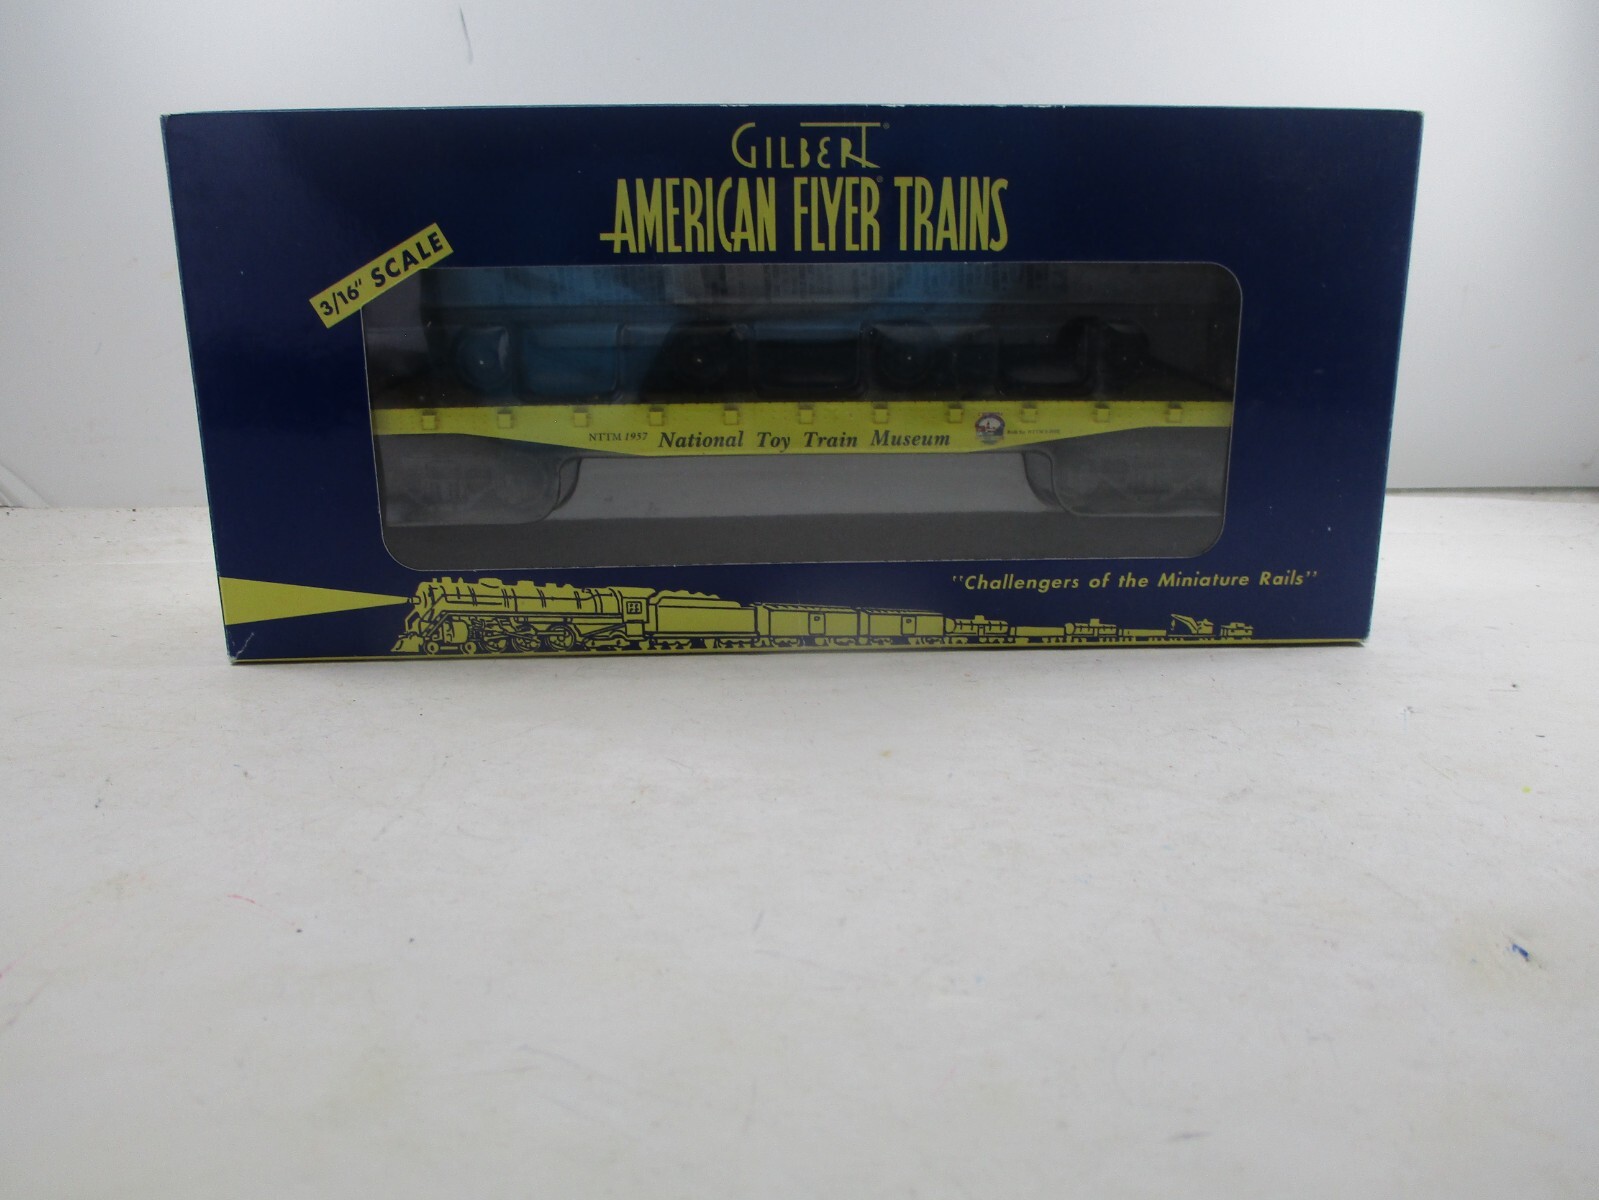 GILBERT®
AMERICAN FLYER® TRAINS
3/16" SCALE
NTTM 1957 National Toy Train Museum
"Challengers of the Miniature Rails"